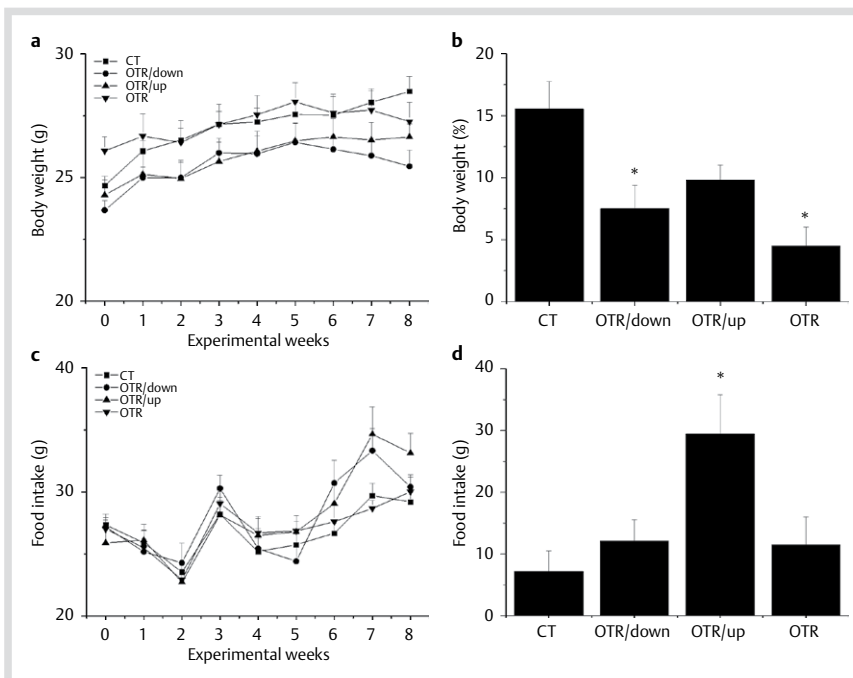 a
30
CT
OTR/down
OTR/up
OTR
25
20
Body weight (g)
0 1 2 3 4 5 6 7 8
Experimental weeks
b
20
15
10
5
0
Body weight (%)
*
*
CT OTR/down OTR/up OTR
c
40
CT
OTR/down
OTR/up
OTR
30
20
Food intake (g)
0 1 2 3 4 5 6 7 8
Experimental weeks
d
40
30
20
10
0
Food intake (g)
*
CT OTR/down OTR/up OTR